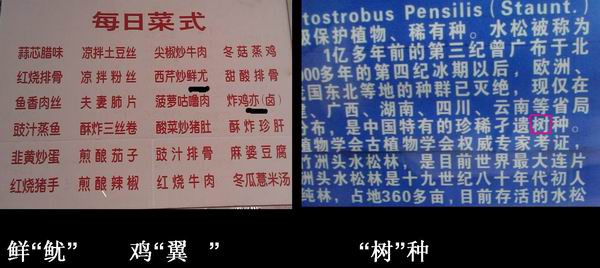 每日菜式
蒜芯腊味 凉拌土豆丝 尖椒炒牛肉 冬菇蒸鸡
红烧排骨 凉拌粉丝 西芹炒鲜尤 甜酸排骨
鱼香肉丝 夫妻肺片 菠萝咕噜肉 炸鸡亦(卤)
豉汁蒸鱼 酥炸三丝卷 酸菜炒猪肚 酥炸珍肝
韭黄炒蛋 煎酿茄子 豉汁排骨 麻婆豆腐
红烧猪手 煎酿辣椒 红烧牛肉 冬瓜薏米汤
tostrobus Pensilis (Staunt.)
级保护植物、稀有种。水松被称为
1亿多年前的第三纪曾广布于北
000多年的第四纪冰期以后,欧洲、
国东北等地的种群已灭绝,现仅在
建、广西、湖南、四川、云南等省局
分布,是中国特有的珍稀孑遗树种。
植物学会古植物学会权威专家考证,
竹洲头水松林,是目前世界最大连片
纯林,占地360多亩,目前存活的水松
洲头水松林是十九世纪八十年代初人
鲜“鱿” 鸡“翼 ” “树”种